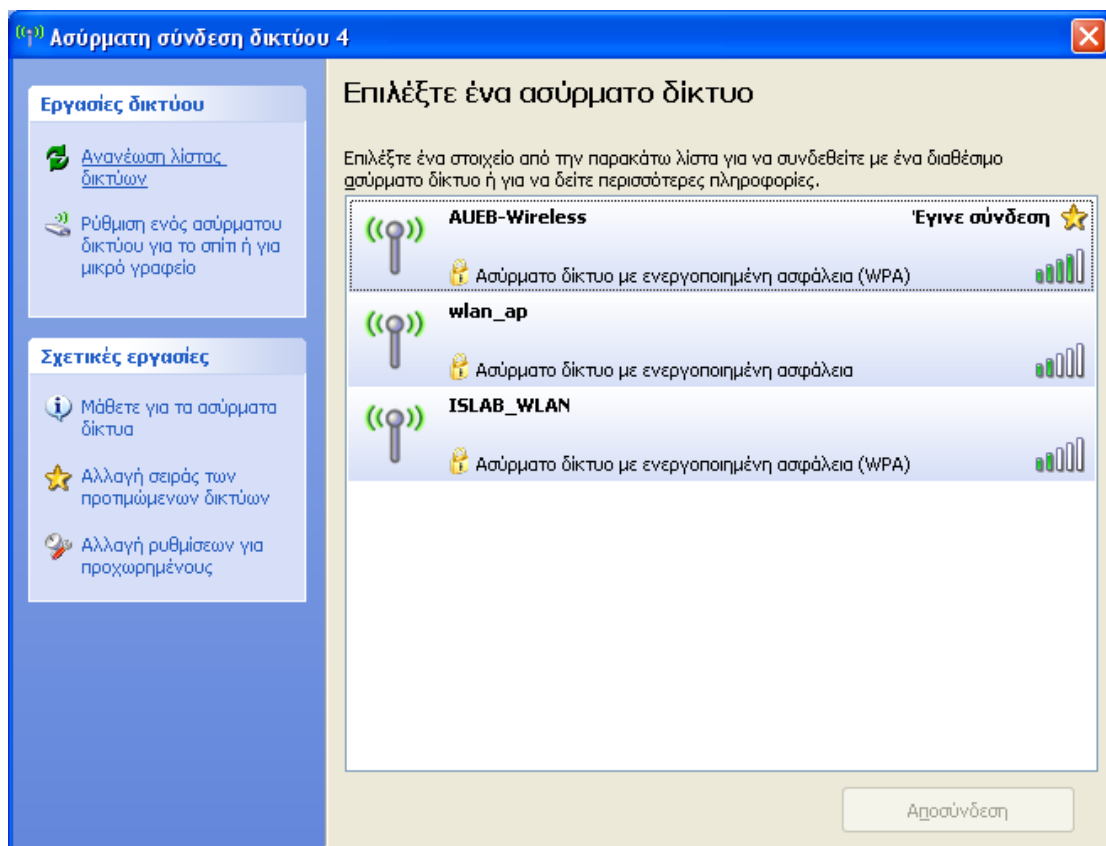 Ασύρματη σύνδεση δικτύου 4
Εργασίες δικτύου
Ανανέωση λίστας
δικτύων
Ρύθμιση ενός ασύρματου
δικτύου για το σπίτι ή για
μικρό γραφείο
Σχετικές εργασίες
Μάθετε για τα ασύρματα
δίκτυα
Αλλαγή σειράς των
προτιμώμενων δικτύων
Αλλαγή ρυθμίσεων για
προχωρημένους
Επιλέξτε ένα ασύρματο δίκτυο
Επιλέξτε ένα στοιχείο από την παρακάτω λίστα για να συνδεθείτε με ένα διαθέσιμο
ασύρματο δίκτυο ή για να δείτε περισσότερες πληροφορίες.
AUEB-Wireless Έγινε σύνδεση
Ασύρματο δίκτυο με ενεργοποιημένη ασφάλεια (WPA)
wlan_ap
Ασύρματο δίκτυο με ενεργοποιημένη ασφάλεια
ISLAB_WLAN
Ασύρματο δίκτυο με ενεργοποιημένη ασφάλεια (WPA)
Αποσύνδεση